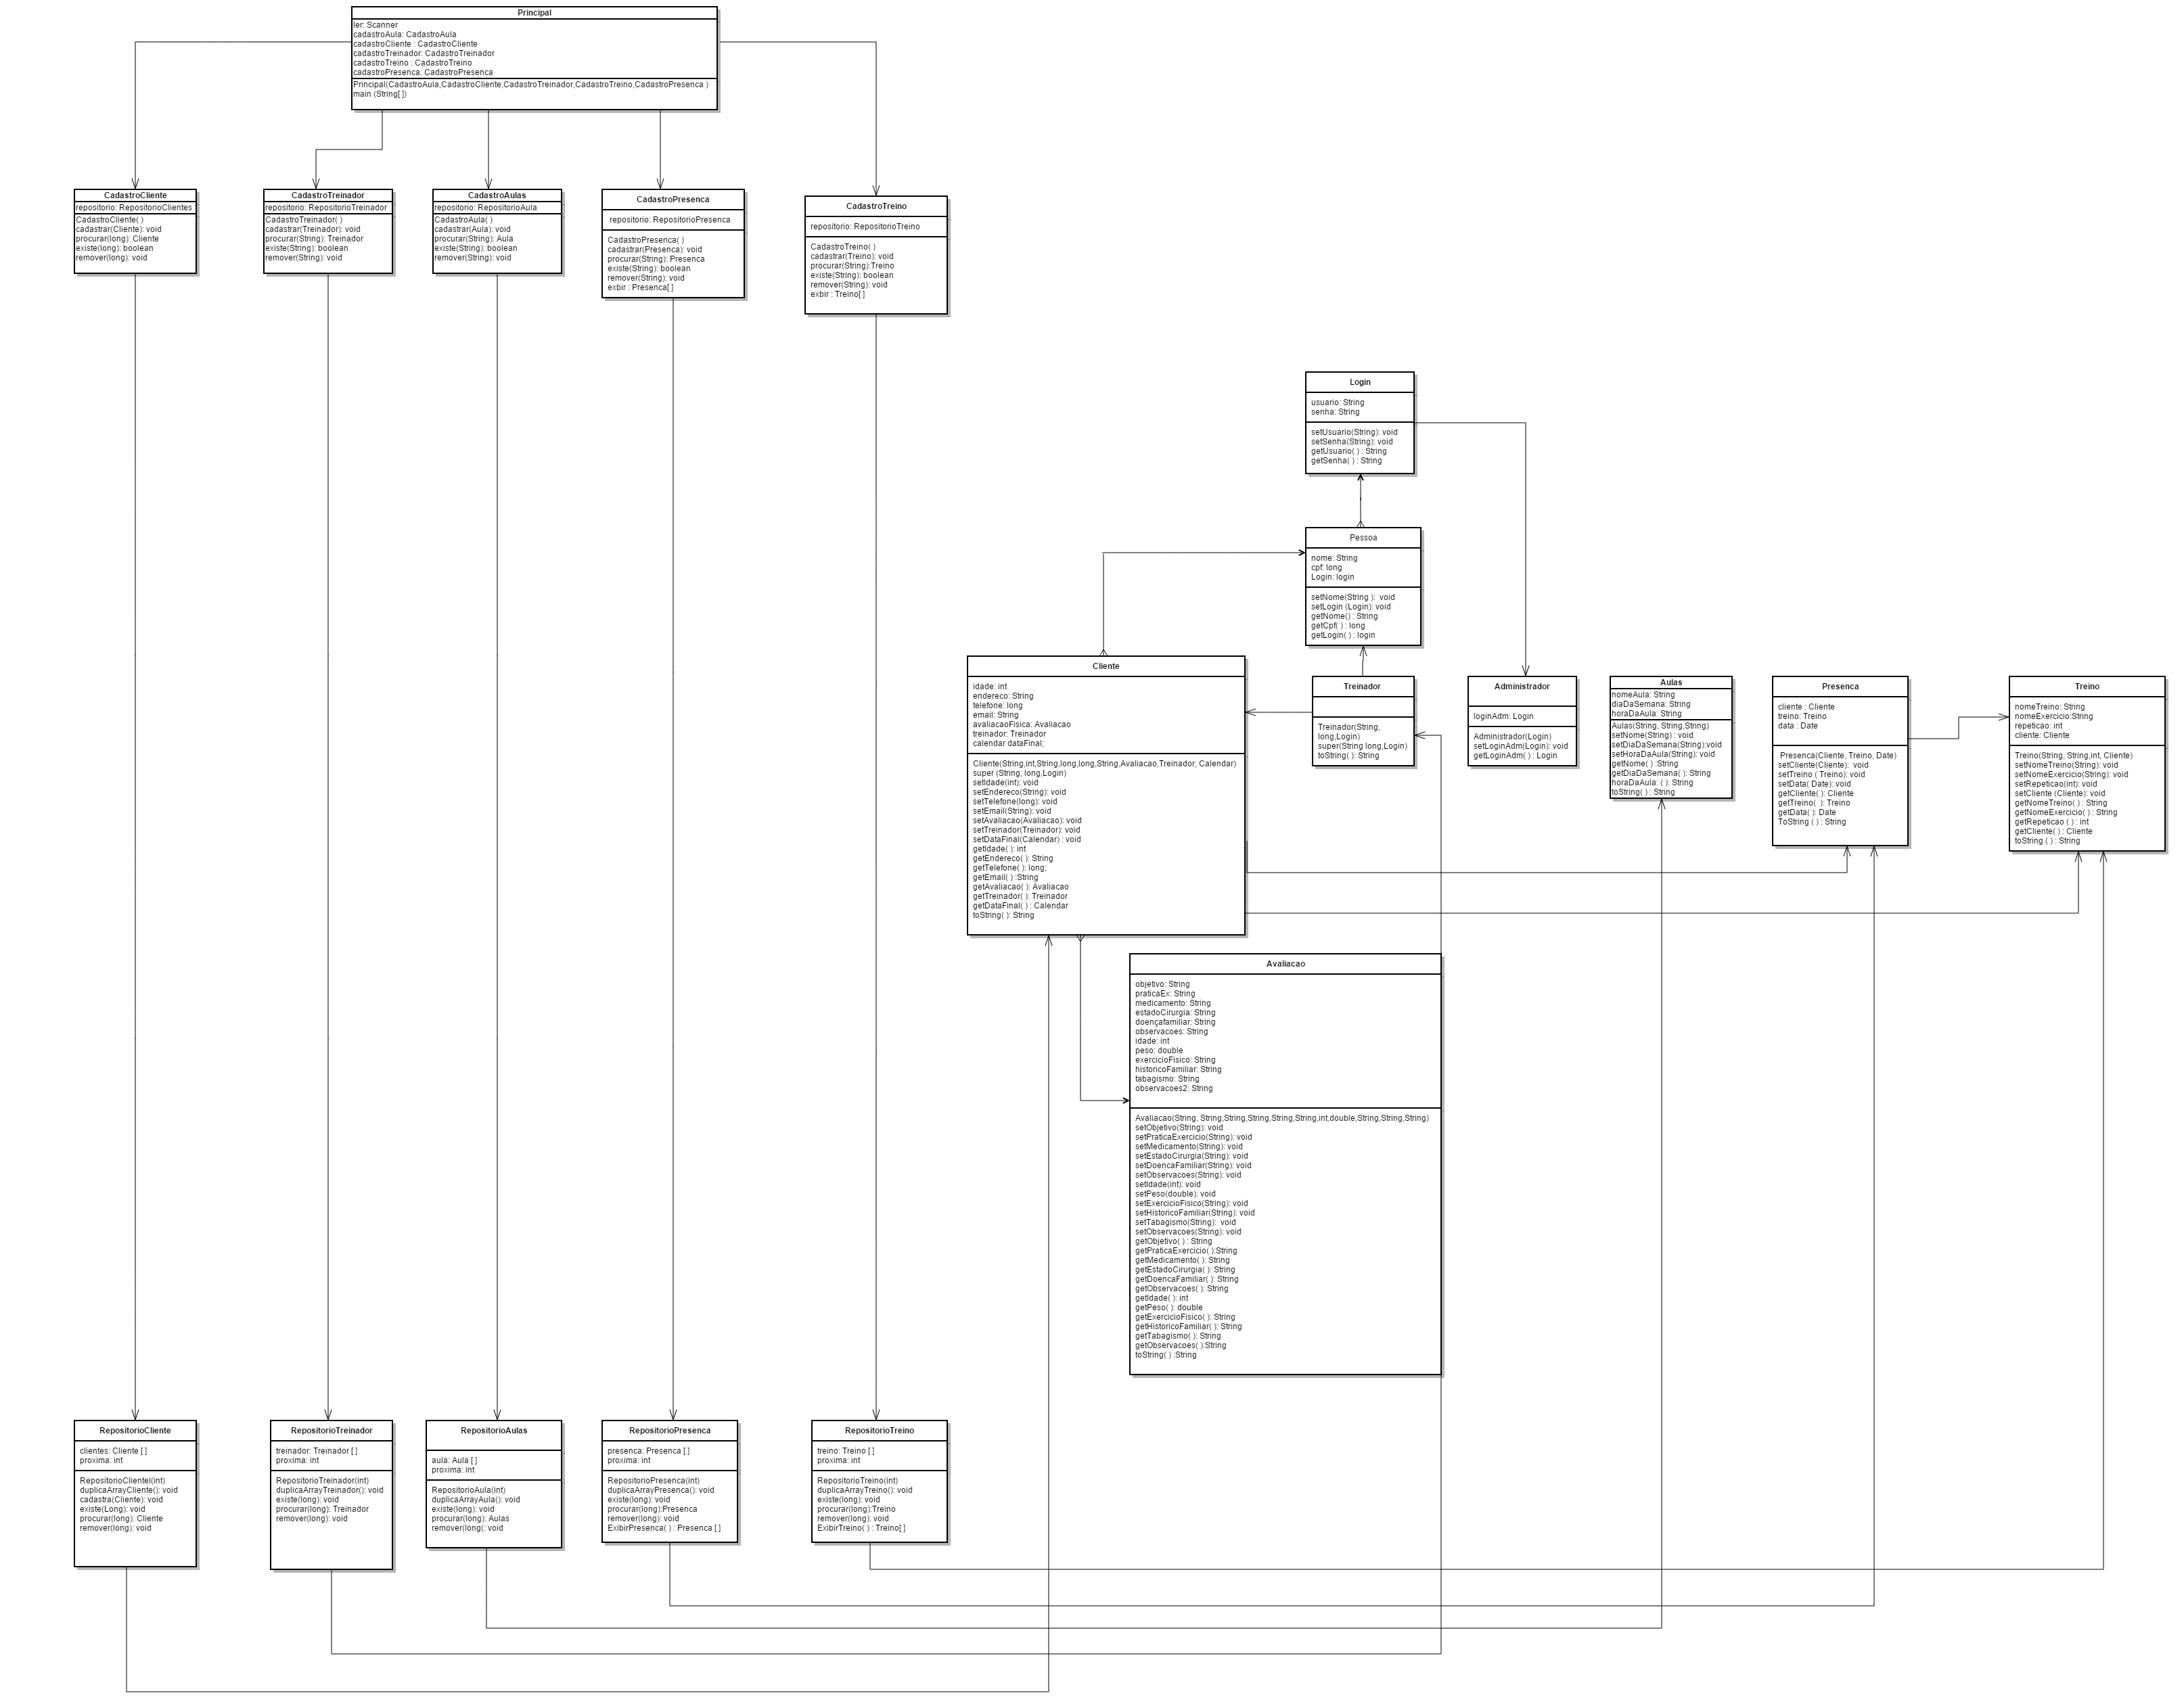 Principal
ler: Scanner
cadastroAula: CadastroAula
cadastroCliente : CadastroCliente
cadastroTreinador: CadastroTreinador
cadastroTreino : CadastroTreino
cadastroPresenca: CadastroPresenca
Principal(CadastroAula,CadastroCliente,CadastroTreinador,CadastroTreino,CadastroPresenca )
main (String[ ])
CadastroCliente
repositorio: RepositorioClientes
CadastroCliente( )
cadastrar(Cliente): void
procurar(long): Cliente
existe(long): boolean
remover(long): void
CadastroTreinador
repositorio: RepositorioTreinador
CadastroTreinador( )
cadastrar(Treinador): void
procurar(String): Treinador
existe(String): boolean
remover(String): void
CadastroAulas
repositorio: RepositorioAula
CadastroAula( )
cadastrar(Aula): void
procurar(String): Aula
existe(String): boolean
remover(String): void
CadastroPresenca
repositorio: RepositorioPresenca
CadastroPresenca( )
cadastrar(Presenca): void
procurar(String): Presenca
existe(String): boolean
remover(String): void
exbir : Presenca[ ]
CadastroTreino
repositorio: RepositorioTreino
CadastroTreino( )
cadastrar(Treino): void
procurar(String):Treino
existe(String): boolean
remover(String): void
exbir : Treino[ ]
Login
usuario: String
senha: String
setUsuario(String): void
setSenha(String): void
getUsuario( ) : String
getSenha( ) : String
Pessoa
nome: String
cpf: long
Login: login
setNome(String ):  void
setLogin (Login): void
getNome() : String
getCpf( ) : long
getLogin( ) : login
Cliente
idade: int
endereco: String
telefone: long
email: String
avaliacaoFisica: Avaliacao
treinador: Treinador
calendar dataFinal;
Cliente(String,int,String,long,long,String,Avaliacao,Treinador, Calendar)
super (String, long,Login)
setIdade(int): void
setEndereco(String): void
setTelefone(long): void
setEmail(String): void
setAvaliacao(Avaliacao): void
setTreinador(Treinador): void
setDataFinal(Calendar) : void
getIdade( ): int
getEndereco( ): String
getTelefone( ): long;
getEmail( ) :String
getAvaliacao( ): Avaliacao
getTreinador( ): Treinador
getDataFinal( ) : Calendar
toString( ): String
Treinador
Treinador(String,
long,Login)
super(String long,Login)
toString( ): String
Administrador
loginAdm: Login
Administrador(Login)
setLoginAdm(Login): void
getLoginAdm( ) : Login
Aulas
nomeAula: String
diaDaSemana: String
horaDaAula: String
Aulas(String, String,String)
setNome(String) : void
setDiaDaSemana(String):void
setHoraDaAula(String): void
getNome( ) :String
getDiaDaSemana( ): String
horaDaAula: ( ): String
toString( ) : String
Presenca
cliente : Cliente
treino: Treino
data : Date
Presenca(Cliente, Treino, Date)
setCliente(Cliente):  void
setTreino ( Treino): void
setData( Date): void
getCliente( ): Cliente
getTreino(  ): Treino
getData( ): Date
ToString ( ) : String
Treino
nomeTreino: String
nomeExercicio:String
repeticao: int
cliente: Cliente
Treino(String, String,int, Cliente)
setNomeTreino(String): void
setNomeExercicio(String): void
setRepeticao(int): void
setCliente (Cliente): void
getNomeTreino( ) : String
getNomeExercicio( ) : String
getRepeticao ( ) : int
getCliente( ) : Cliente
toString ( ) : String
Avaliacao
objetivo: String
praticaEx: String
medicamento: String
estadoCirurgia: String
doençafamiliar: String
observacoes: String
idade: int
peso: double
exercicioFisico: String
historicoFamiliar: String
tabagismo: String
observacoes2: String
Avaliacao(String, String,String,String,String,String,int,double,String,String,String)
setObjetivo(String): void
setPraticaExercicio(String): void
setMedicamento(String): void
setEstadoCirurgia(String): void
setDoencaFamiliar(String): void
setObservacoes(String): void
setIdade(int): void
setPeso(double): void
setExercicioFisico(String): void
setHistoricoFamiliar(String): void
setTabagismo(String):  void
setObservacoes(String): void
getObjetivo( ) : String
getPraticaExercicio( ):String
getMedicamento( ): String
getEstadoCirurgia( ): String
getDoencaFamiliar( ): String
getObservacoes( ): String
getIdade( ): int
getPeso( ): double
getExercicioFisico( ): String
getHistoricoFamiliar( ): String
getTabagismo( ): String
getObservacoes( ):String
toString( ) :String
RepositorioCliente
clientes: Cliente [ ]
proxima: int
RepositorioClienteI(int)
duplicaArrayCliente(): void
cadastra(Cliente): void
existe(Long): void
procurar(long): Cliente
remover(long): void
RepositorioTreinador
treinador: Treinador [ ]
proxima: int
RepositorioTreinador(int)
duplicaArrayTreinador(): void
existe(long): void
procurar(long): Treinador
remover(long): void
RepositorioAulas
aula: Aula [ ]
proxima: int
RepositorioAula(int)
duplicaArrayAula(): void
existe(long): void
procurar(long): Aulas
remover(long(: void
RepositorioPresenca
presenca: Presenca [ ]
proxima: int
RepositorioPresenca(int)
duplicaArrayPresenca(): void
existe(long): void
procurar(long):Presenca
remover(long): void
ExibirPresenca( ) : Presenca [ ]
RepositorioTreino
treino: Treino [ ]
proxima: int
RepositorioTreino(int)
duplicaArrayTreino(): void
existe(long): void
procurar(long):Treino
remover(long): void
ExibirTreino( ) : Treino[ ]